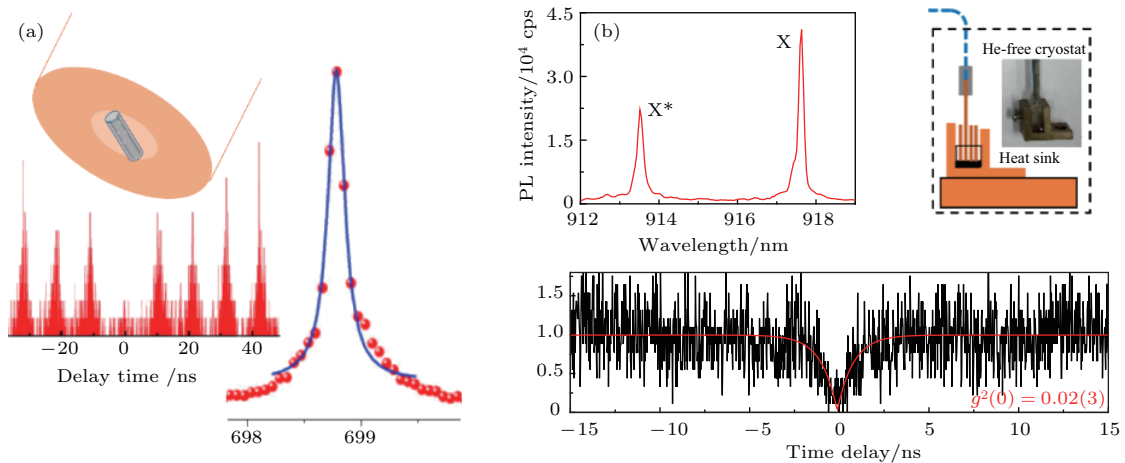 (a)
−20 0 20 40
Delay time /ns
698 699
(b)
PL intensity/10⁴ cps
4.5
3.0
1.5
0
X*
X
912 914 916 918
Wavelength/nm
He-free cryostat
Heat sink
1.5
1.0
0.5
0
g²(0) = 0.02(3)
−15 −10 −5 0 5 10 15
Time delay/ns